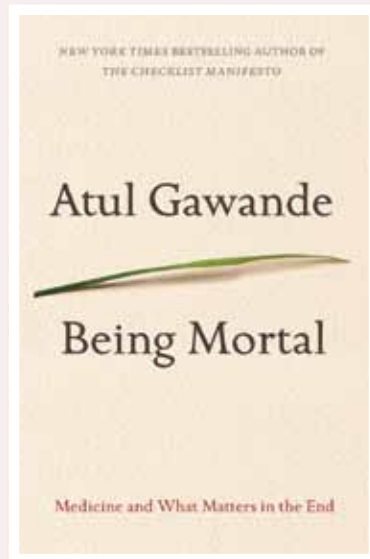 NEW YORK TIMES BESTSELLING AUTHOR OF
THE CHECKLIST MANIFESTO
Atul Gawande
Being Mortal
Medicine and What Matters in the End